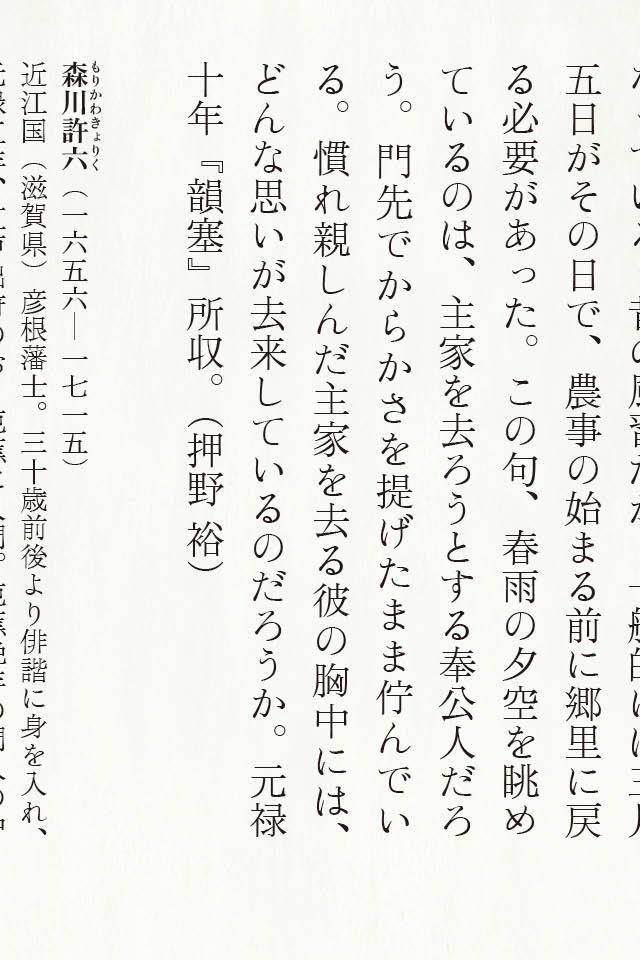 五日がその日で、農事の始まる前に郷里に戻
る必要があった。この句、春雨の夕空を眺め
ているのは、主家を去ろうとする奉公人だろ
う。門先でからかさを提げたまま佇んでい
る。慣れ親しんだ主家を去る彼の胸中には、
どんな思いが去来しているのだろうか。元禄
十年『韻塞』所収。（押野 裕）
もりかわきょりく
森川許六（一六五六―一七一五）
近江国（滋賀県）彦根藩士。三十歳前後より俳諧に身を入れ、